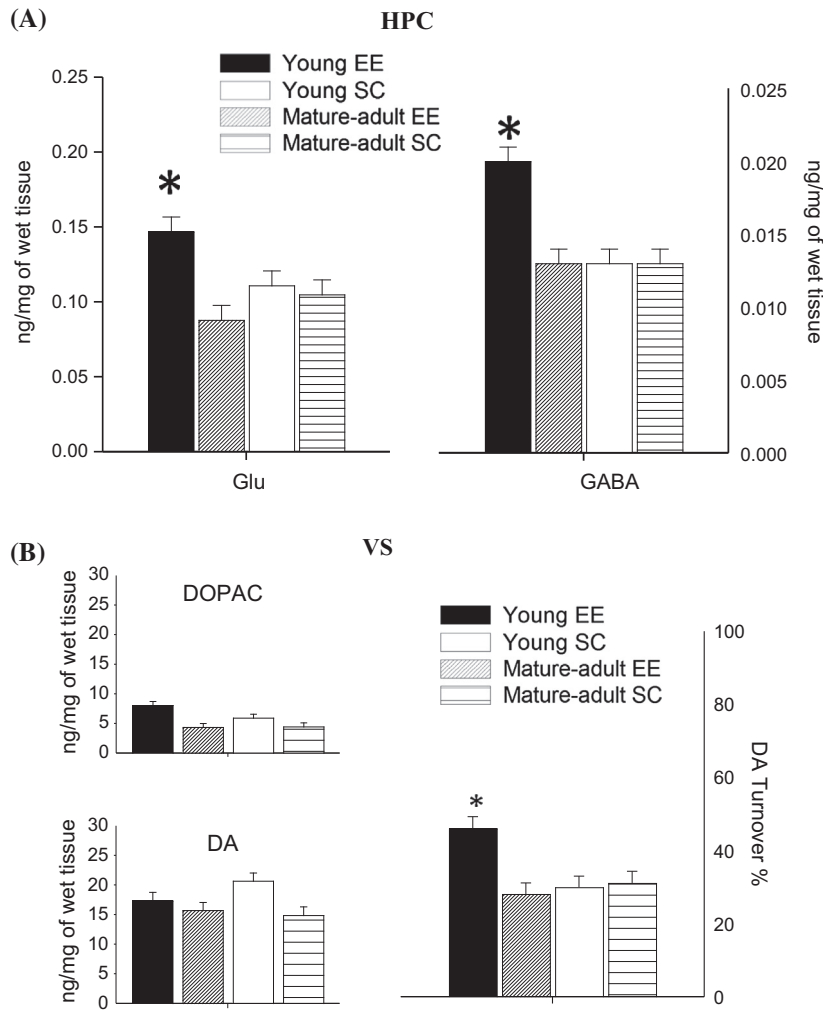 (A)
HPC
Young EE
Young SC
Mature-adult EE
Mature-adult SC
ng/mg of wet tissue
0.25
0.20
0.15
0.10
0.05
0.00
*
Glu
*
GABA
0.025
0.020
0.015
0.010
0.005
0.000
ng/mg of wet tissue
(B)
VS
ng/mg of wet tissue
30
25
20
15
10
5
0
DOPAC
ng/mg of wet tissue
30
25
20
15
10
5
0
DA
Young EE
Young SC
Mature-adult EE
Mature-adult SC
*
100
80
60
40
20
0
DA Turnover %